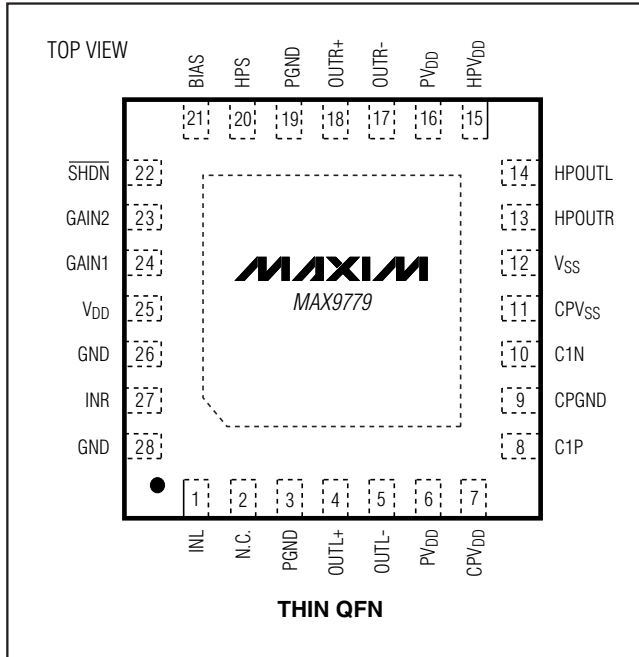 TOP VIEW
BIAS
HPS
PGND
OUTR+
OUTR-
PVDD
HPVDD
21
20
19
18
17
16
15
SHDN 22
GAIN2 23
GAIN1 24
VDD 25
GND 26
INR 27
GND 28
14 HPOUTL
13 HPOUTR
12 VSS
11 CPVSS
10 C1N
9 CPGND
8 C1P
MAXIM
MAX9779
1
2
3
4
5
6
7
INL
N.C.
PGND
OUTL+
OUTL-
PVDD
CPVDD
THIN QFN